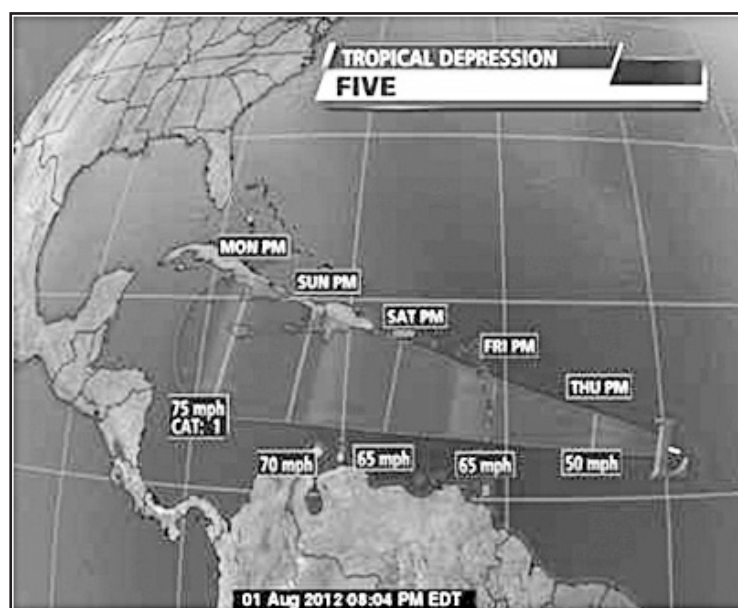 TROPICAL DEPRESSION
FIVE
MON PM
SUN PM
SAT PM
FRI PM
THU PM
75 mph
CAT: 1
70 mph
65 mph
65 mph
50 mph
01 Aug 2012 08:04 PM EDT